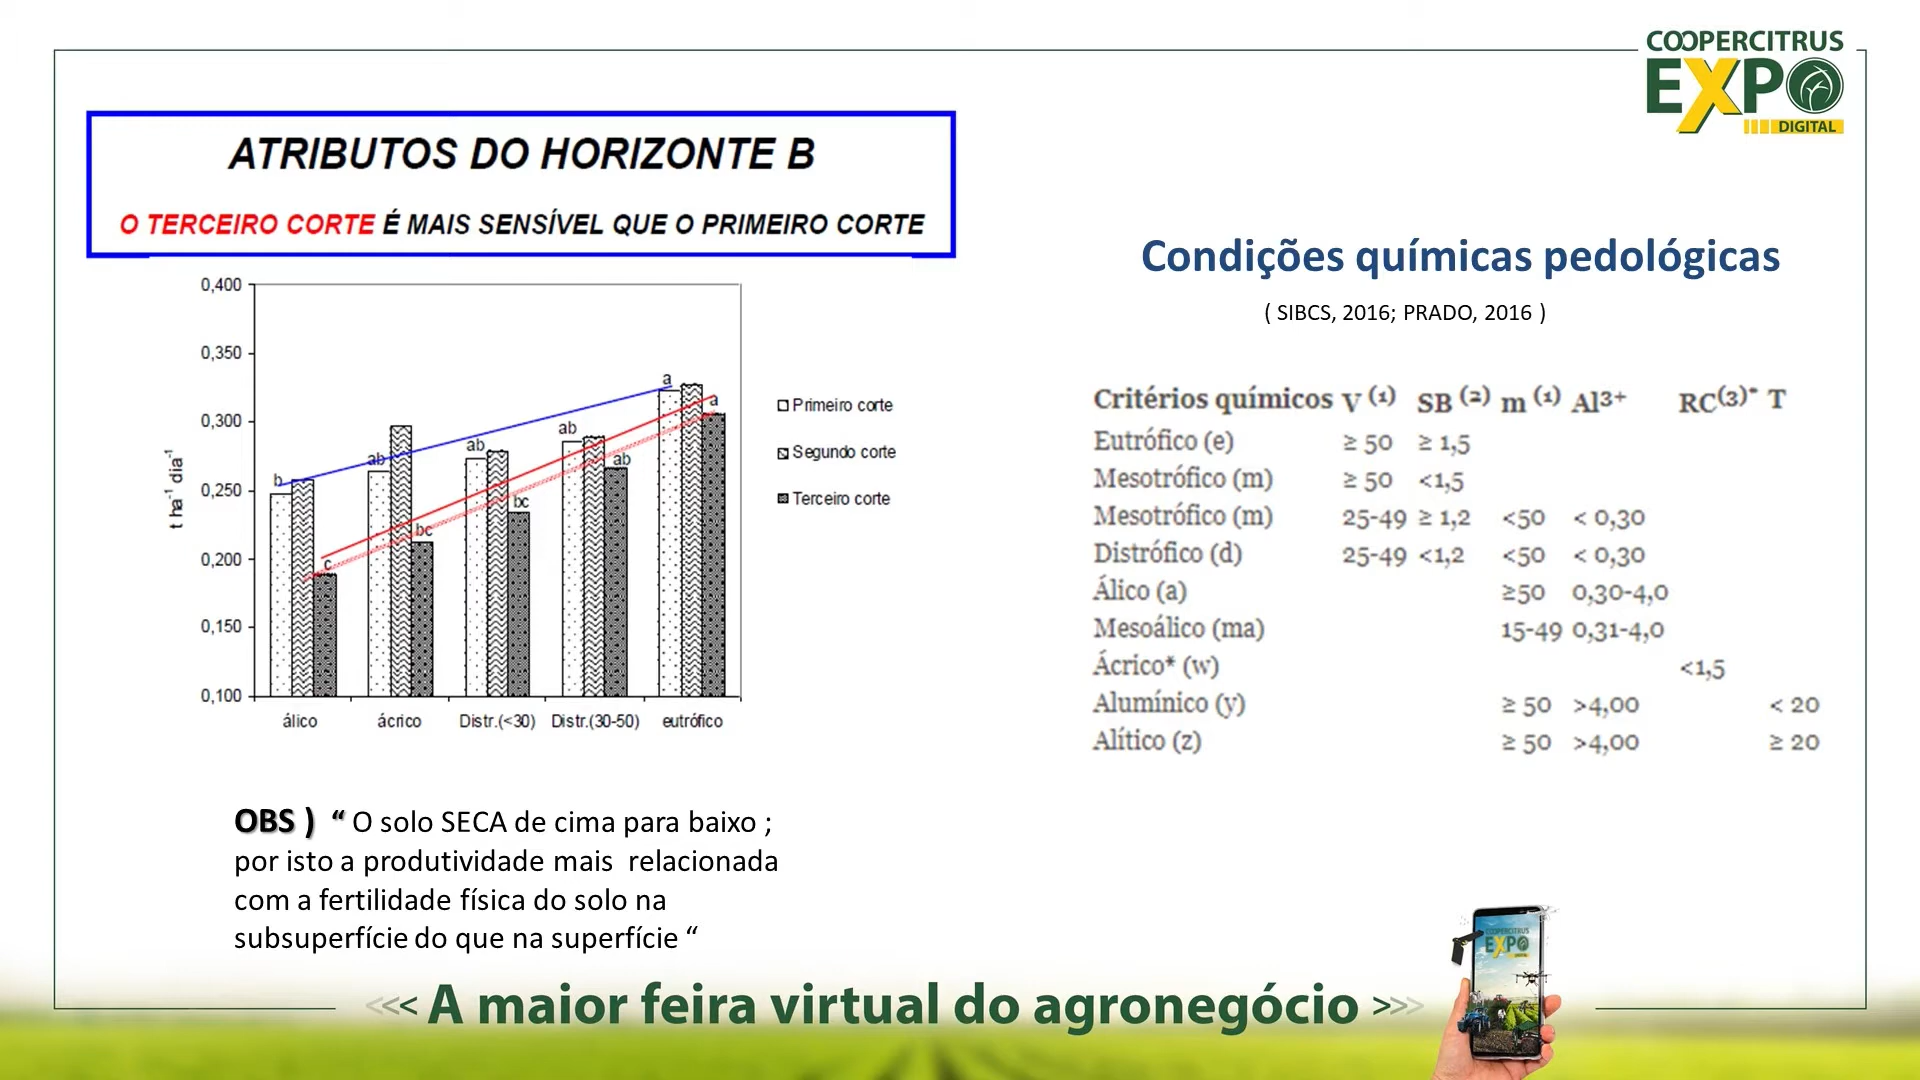 COOPERCITRUS
EXPO
DIGITAL
ATRIBUTOS DO HORIZONTE B
O TERCEIRO CORTE É MAIS SENSÍVEL QUE O PRIMEIRO CORTE
0,400
0,350
0,300
0,250
0,200
0,150
0,100
t ha-1 dia-1
b
c
ab
bc
ab
bc
ab
ab
a
a
álico
ácrico
Distr.(<30)
Distr.(30-50)
eutrófico
Primeiro corte
Segundo corte
Terceiro corte
OBS ) “ O solo SECA de cima para baixo ;
por isto a produtividade mais relacionada
com a fertilidade física do solo na
subsuperfície do que na superfície “
Condições químicas pedológicas
( SIBCS, 2016; PRADO, 2016 )
Critérios químicos V (1) SB (2) m (1) Al3+ RC(3)* T
Eutrófico (e) ≥ 50 ≥ 1,5
Mesotrófico (m) ≥ 50 <1,5
Mesotrófico (m) 25-49 ≥ 1,2 <50 < 0,30
Distrófico (d) 25-49 <1,2 <50 < 0,30
Álico (a) ≥50 0,30-4,0
Mesoálico (ma) 15-49 0,31-4,0
Ácrico* (w) <1,5
Alumínico (y) ≥ 50 >4,00 < 20
Alítico (z) ≥ 50 >4,00 ≥ 20
<<< A maior feira virtual do agronegócio >>>
COOPERCITRUS
EXPO